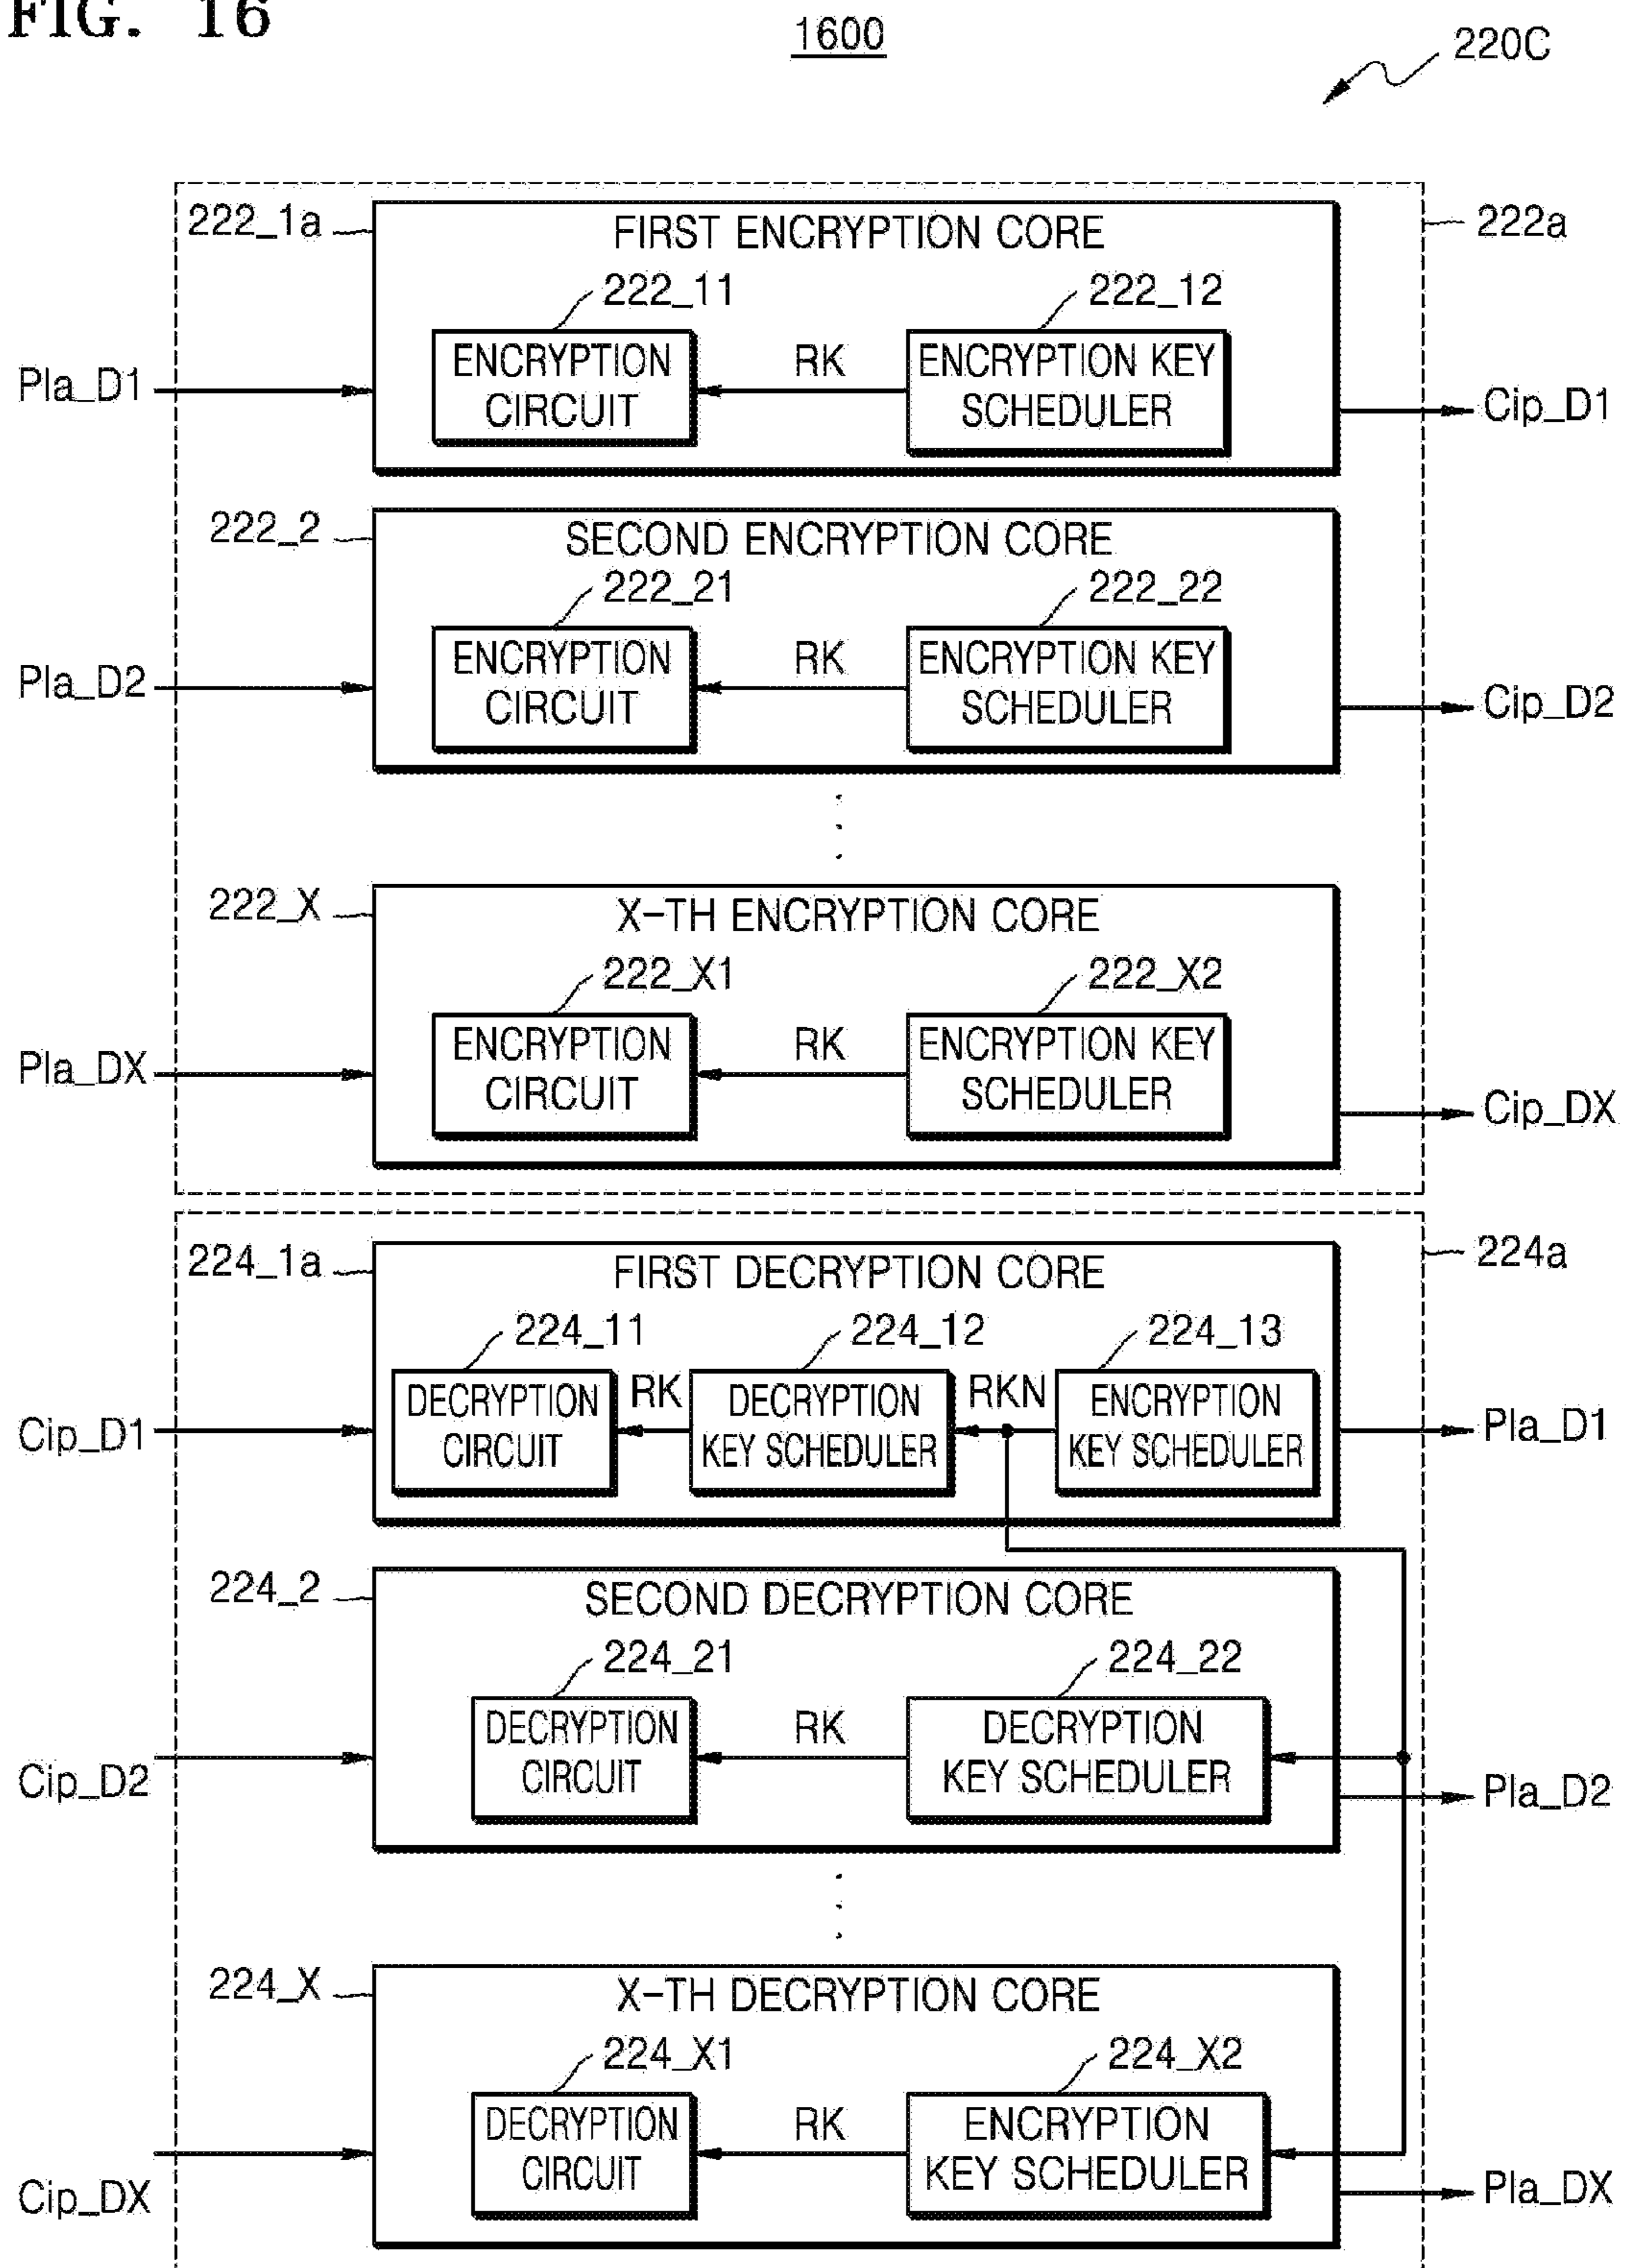 FIG. 16
1600
220C
222_1a
FIRST ENCRYPTION CORE
222a
222_11
222_12
Pla_D1
ENCRYPTION
CIRCUIT
RK
ENCRYPTION KEY
SCHEDULER
Cip_D1
222_2
SECOND ENCRYPTION CORE
222_21
222_22
Pla_D2
ENCRYPTION
CIRCUIT
RK
ENCRYPTION KEY
SCHEDULER
Cip_D2
222_X
X-TH ENCRYPTION CORE
222_X1
222_X2
Pla_DX
ENCRYPTION
CIRCUIT
RK
ENCRYPTION KEY
SCHEDULER
Cip_DX
224_1a
FIRST DECRYPTION CORE
224a
224_11
224_12
224_13
Cip_D1
DECRYPTION
CIRCUIT
RK
DECRYPTION
KEY SCHEDULER
RKN
ENCRYPTION
KEY SCHEDULER
Pla_D1
224_2
SECOND DECRYPTION CORE
224_21
224_22
Cip_D2
DECRYPTION
CIRCUIT
RK
DECRYPTION
KEY SCHEDULER
Pla_D2
224_X
X-TH DECRYPTION CORE
224_X1
224_X2
Cip_DX
DECRYPTION
CIRCUIT
RK
ENCRYPTION
KEY SCHEDULER
Pla_DX